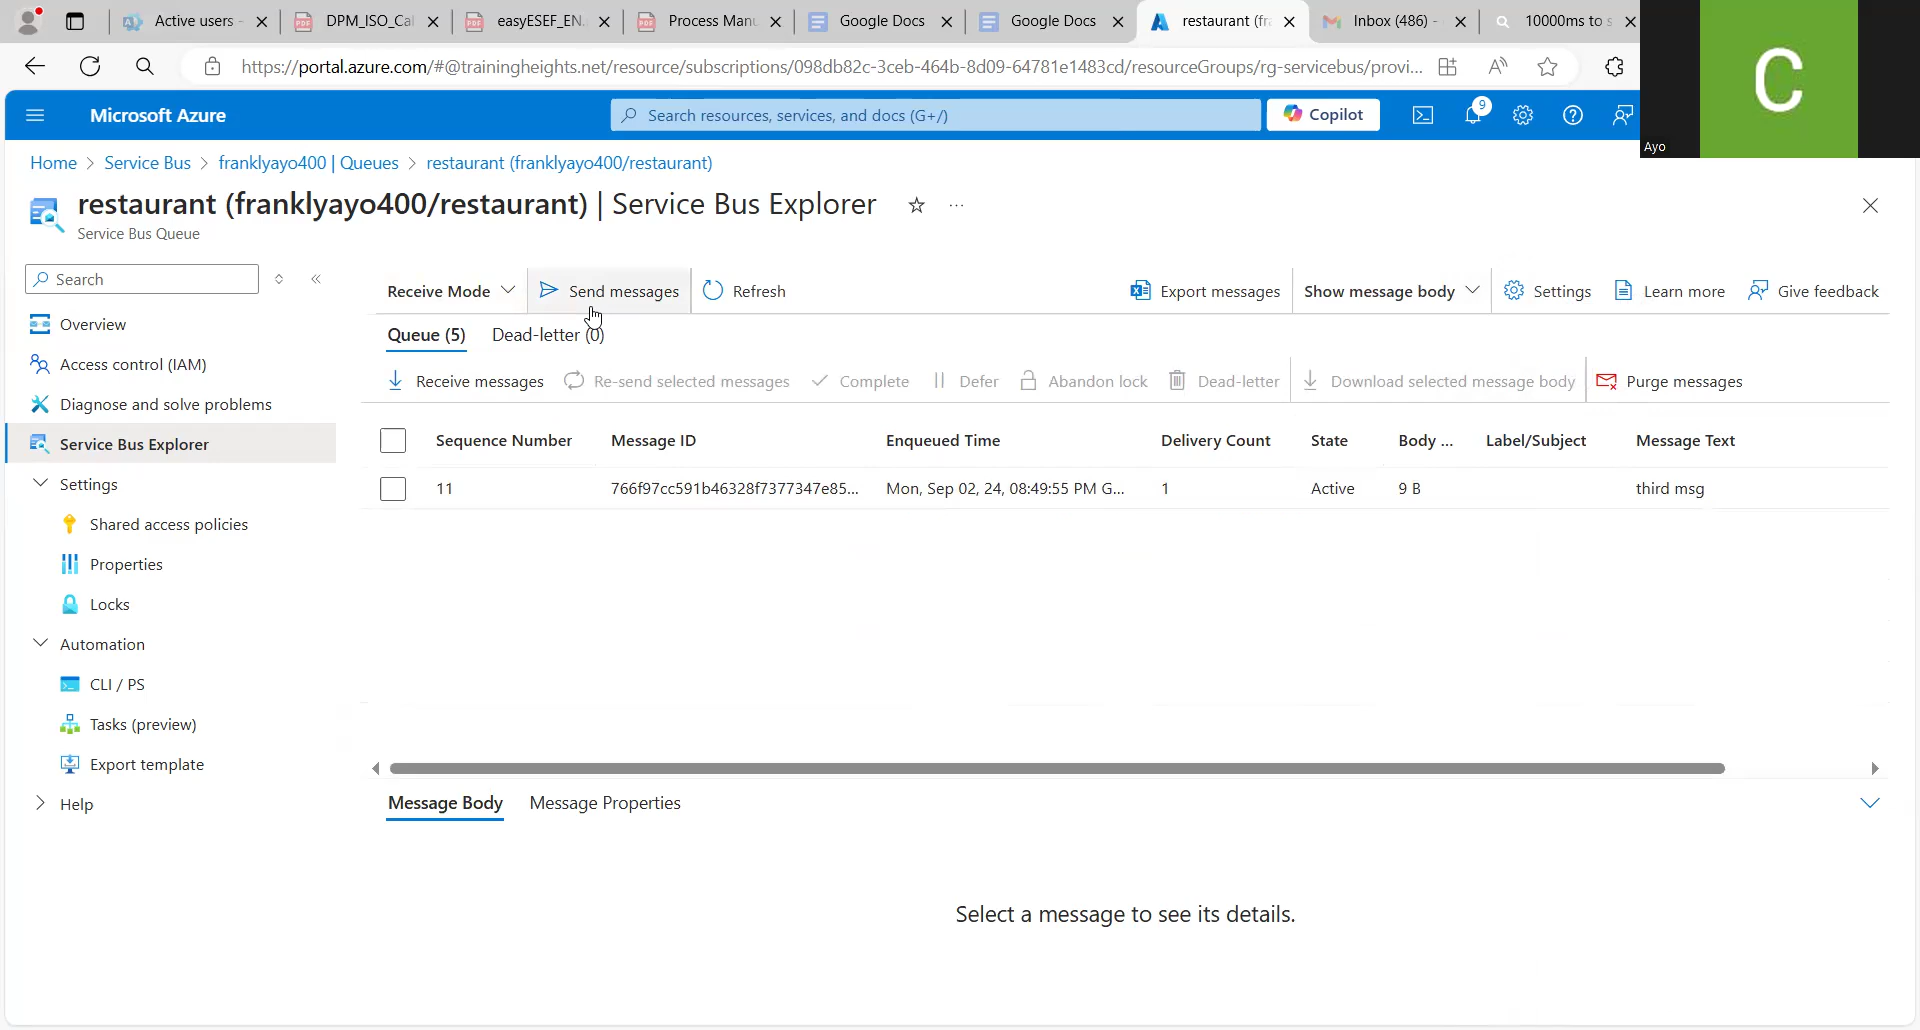 Active users -
DPM_ISO_Cal
easyESEF_EN.
Process Manu
Google Docs
Google Docs
restaurant (fra
Inbox (486) -
10000ms to s
https://portal.azure.com/#@trainingheights.net/resource/subscriptions/098db82c-3ceb-464b-8d09-64781e1483cd/resourceGroups/rg-servicebus/provi...
C
Ayo
Microsoft Azure
Search resources, services, and docs (G+/)
Copilot
9
Home > Service Bus > franklyayo400 | Queues > restaurant (franklyayo400/restaurant)
restaurant (franklyayo400/restaurant) | Service Bus Explorer
Service Bus Queue
Search
Overview
Access control (IAM)
Diagnose and solve problems
Service Bus Explorer
Settings
Shared access policies
Properties
Locks
Automation
CLI / PS
Tasks (preview)
Export template
Help
Receive Mode
Send messages
Refresh
Export messages
Show message body
Settings
Learn more
Give feedback
Queue (5)
Dead-letter (0)
Receive messages
Re-send selected messages
Complete
Defer
Abandon lock
Dead-letter
Download selected message body
Purge messages
Sequence Number Message ID Enqueued Time Delivery Count State Body ... Label/Subject Message Text
11 766f97cc591b46328f7377347e85... Mon, Sep 02, 24, 08:49:55 PM G... 1 Active 9 B third msg
Message Body
Message Properties
Select a message to see its details.